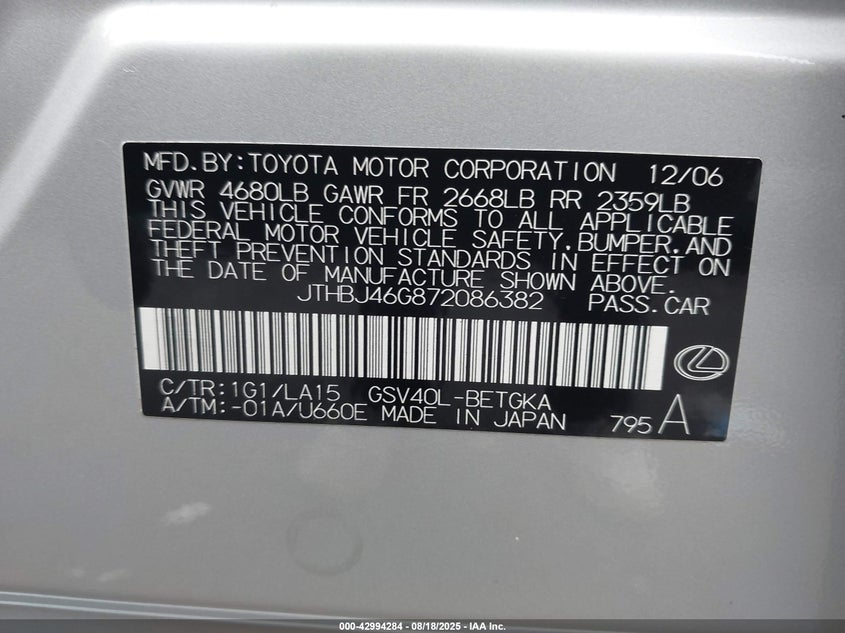 MFD.BY:TOYOTA MOTOR CORPORATION 12/06
GVWR 4680LB GAWR FR 2668LB RR 2359LB
THIS VEHICLE CONFORMS TO ALL APPLICABLE
FEDERAL MOTOR VEHICLE SAFETY,BUMPER,AND
THEFT PREVENTION STANDARDS IN EFFECT ON
THE DATE OF MANUFACTURE SHOWN ABOVE.
JTHBJ46G872086382 PASS.CAR
C/TR:1G1/LA15 GSV40L-BETGKA
A/TM:-01A/U660E MADE IN JAPAN 795 A
000-42994284 - 08/18/2025 - IAA Inc.